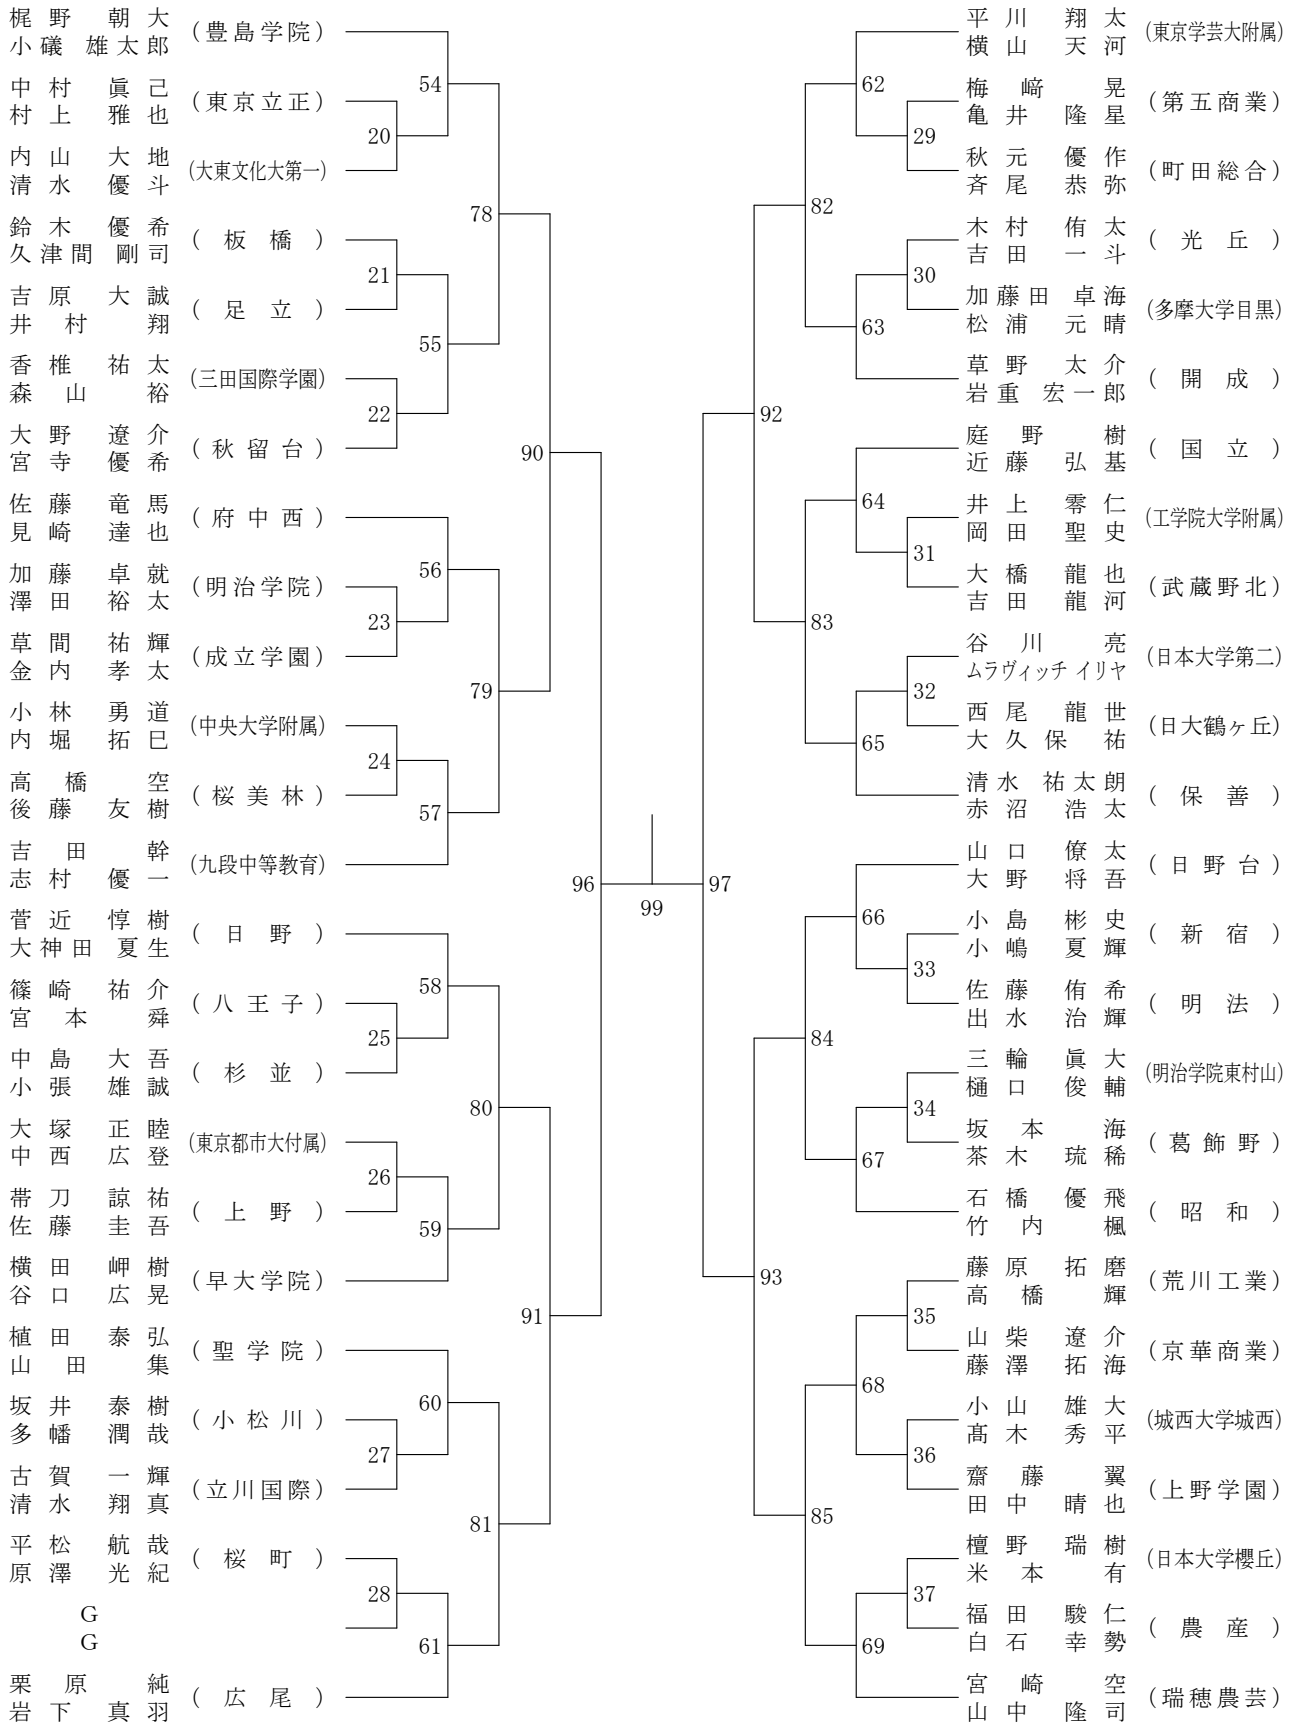 梶野 朝大
小礒 雄太郎
(豊島学院)
中村 眞己
村上 雅也
(東京立正)
内山 大地
清水 優斗
(大東文化大第一)
鈴木 優希
久津間 剛司
(板橋)
吉原 大誠
井村 翔
(足立)
香椎 祐太
森山 裕
(三田国際学園)
大野 遼介
宮寺 優希
(秋留台)
佐藤 竜馬
見崎 達也
(府中西)
加藤 卓就
澤田 裕太
(明治学院)
草間 祐輝
金内 孝太
(成立学園)
小林 勇道
内堀 拓巳
(中央大学附属)
高橋 空
後藤 友樹
(桜美林)
吉田 幹
志村 優一
(九段中等教育)
菅近 惇樹
大神田 夏生
(日野)
篠崎 祐介
宮本 舜
(八王子)
中島 大吾
小張 雄誠
(杉並)
大塚 正睦
中西 広登
(東京都市大付属)
帯刀 諒祐
佐藤 圭吾
(上野)
横田 岬樹
谷口 広晃
(早大学院)
植田 泰弘
山田 集
(聖学院)
坂井 泰樹
多幡 潤哉
(小松川)
古賀 一輝
清水 翔真
(立川国際)
平松 航哉
原澤 光紀
(桜町)
G
G
栗原 純
岩下 真羽
(広尾)
54
20
78
21
55
22
90
56
23
79
24
57
96
58
25
80
26
59
91
60
27
81
28
61
99
97
62
29
82
30
63
92
64
31
83
32
65
66
33
84
34
67
93
35
68
36
85
37
69
平川 翔太
横山 天河
(東京学芸大附属)
梅﨑 晃
亀井 隆星
(第五商業)
秋元 優作
斉尾 恭弥
(町田総合)
木村 侑太
吉田 一斗
(光丘)
加藤田 卓海
松浦 元晴
(多摩大学目黒)
草野 太介
岩重 宏一郎
(開成)
庭野 樹
近藤 弘基
(国立)
井上 零仁
岡田 聖史
(工学院大学附属)
大橋 龍也
吉田 龍河
(武蔵野北)
谷川 亮
ムラヴィッチ イリヤ
(日本大学第二)
西尾 龍世
大久保 祐
(日大鶴ヶ丘)
清水 祐太朗
赤沼 浩太
(保善)
山口 僚太
大野 将吾
(日野台)
小島 彬史
小嶋 夏輝
(新宿)
佐藤 侑希
出水 治輝
(明法)
三輪 眞大
樋口 俊輔
(明治学院東村山)
坂本 海
茶木 琉稀
(葛飾野)
石橋 優飛
竹内 楓
(昭和)
藤原 拓磨
高橋 輝
(荒川工業)
山柴 遼介
藤澤 拓海
(京華商業)
小山 雄大
髙木 秀平
(城西大学城西)
齋藤 翼
田中 晴也
(上野学園)
檀野 瑞樹
米本 有
(日本大学櫻丘)
福田 駿仁
白石 幸勢
(農産)
宮崎 空
山中 隆司
(瑞穂農芸)